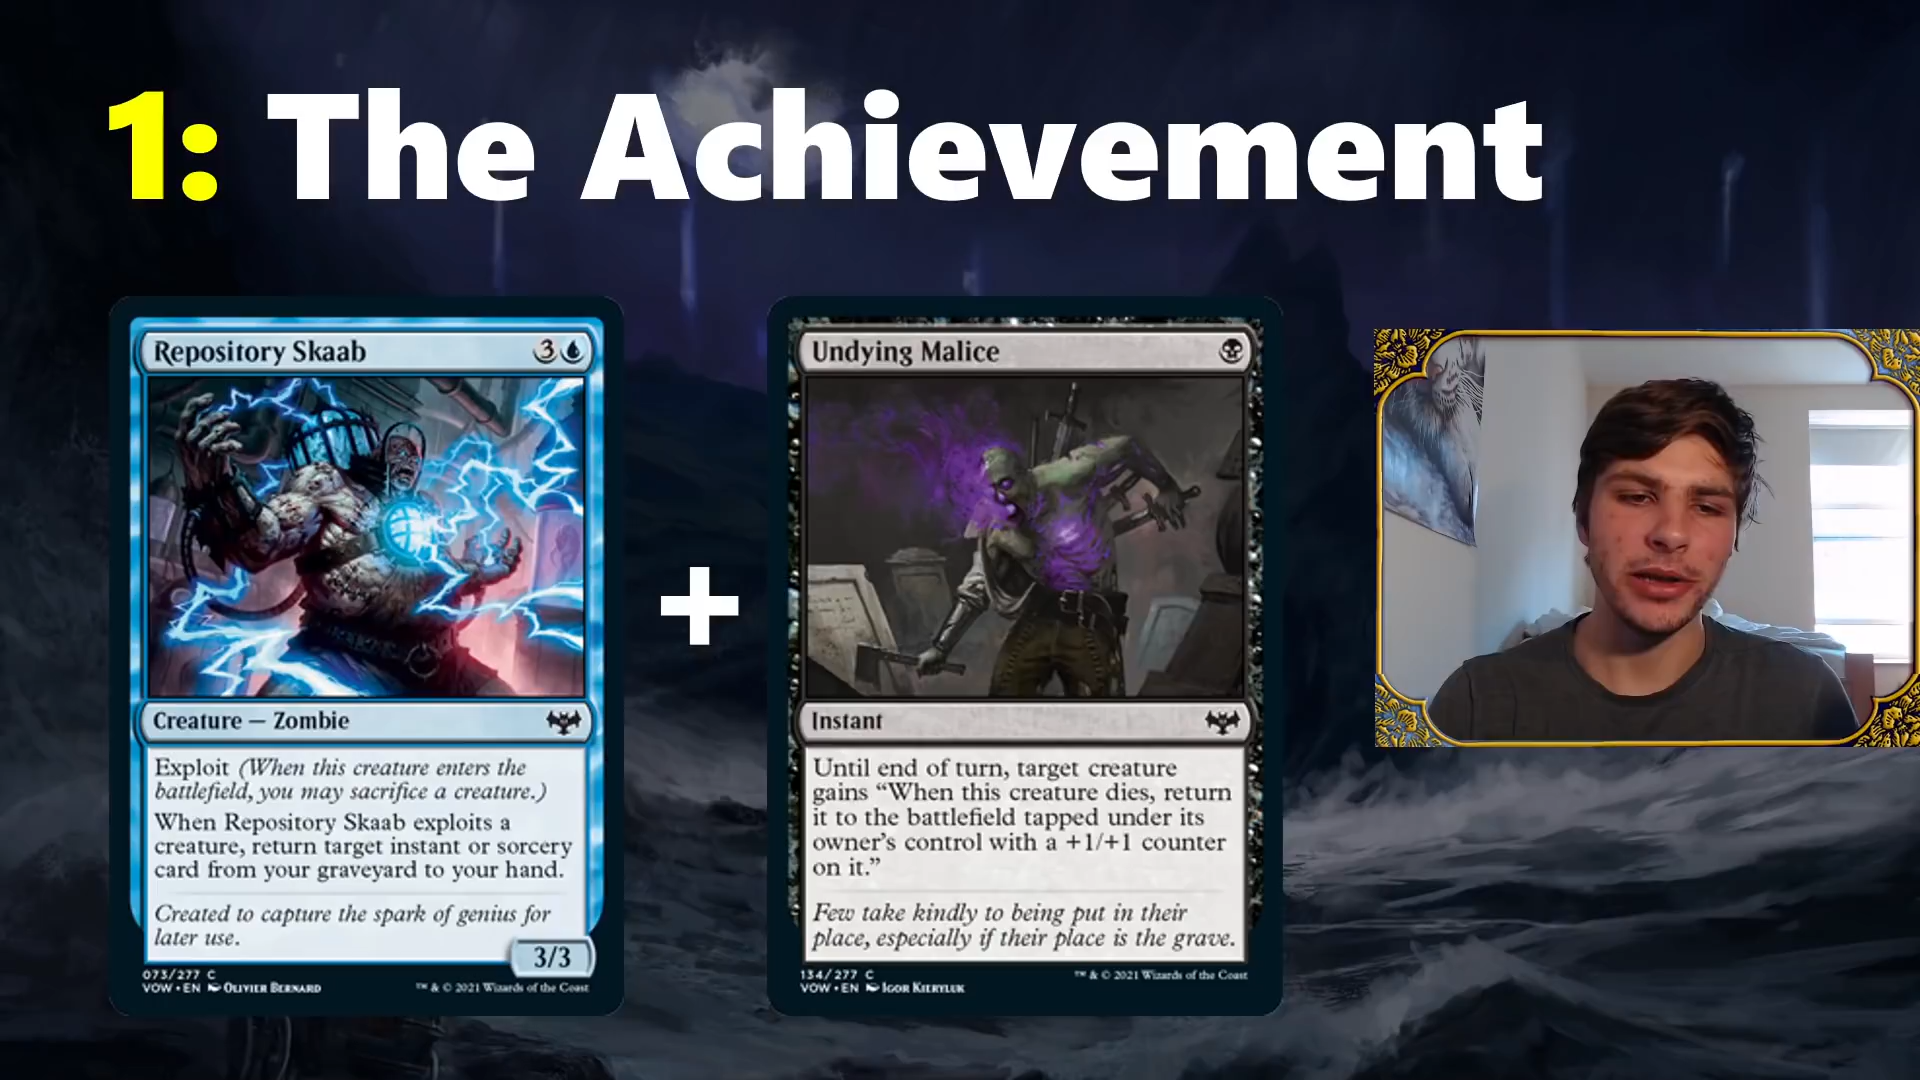 1: The Achievement
Repository Skaab 3
Creature — Zombie
Exploit (When this creature enters the
battlefield, you may sacrifice a creature.)
When Repository Skaab exploits a
creature, return target instant or sorcery
card from your graveyard to your hand.
Created to capture the spark of genius for
later use.
3/3
073/277 C
VOW • EN Olivier Bernard
™ & © 2021 Wizards of the Coast
+
Undying Malice
Instant
Until end of turn, target creature
gains “When this creature dies, return
it to the battlefield tapped under its
owner’s control with a +1/+1 counter
on it.”
Few take kindly to being put in their
place, especially if their place is the grave.
134/277 C
VOW • EN Igor Kieryluk
™ & © 2021 Wizards of the Coast